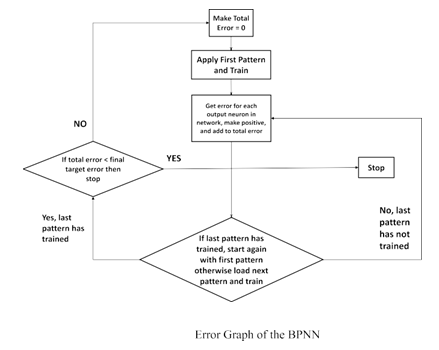 Make Total
Error = 0
Apply First Pattern
and Train
Get error for each
output neuron in
network, make positive,
and add to total error
NO
If total error < final
target error then
stop
YES
Stop
Yes, last
pattern has
trained
If last pattern has
trained, start again
with first pattern
otherwise load next
pattern and train
No, last
pattern
has not
trained
Error Graph of the BPNN